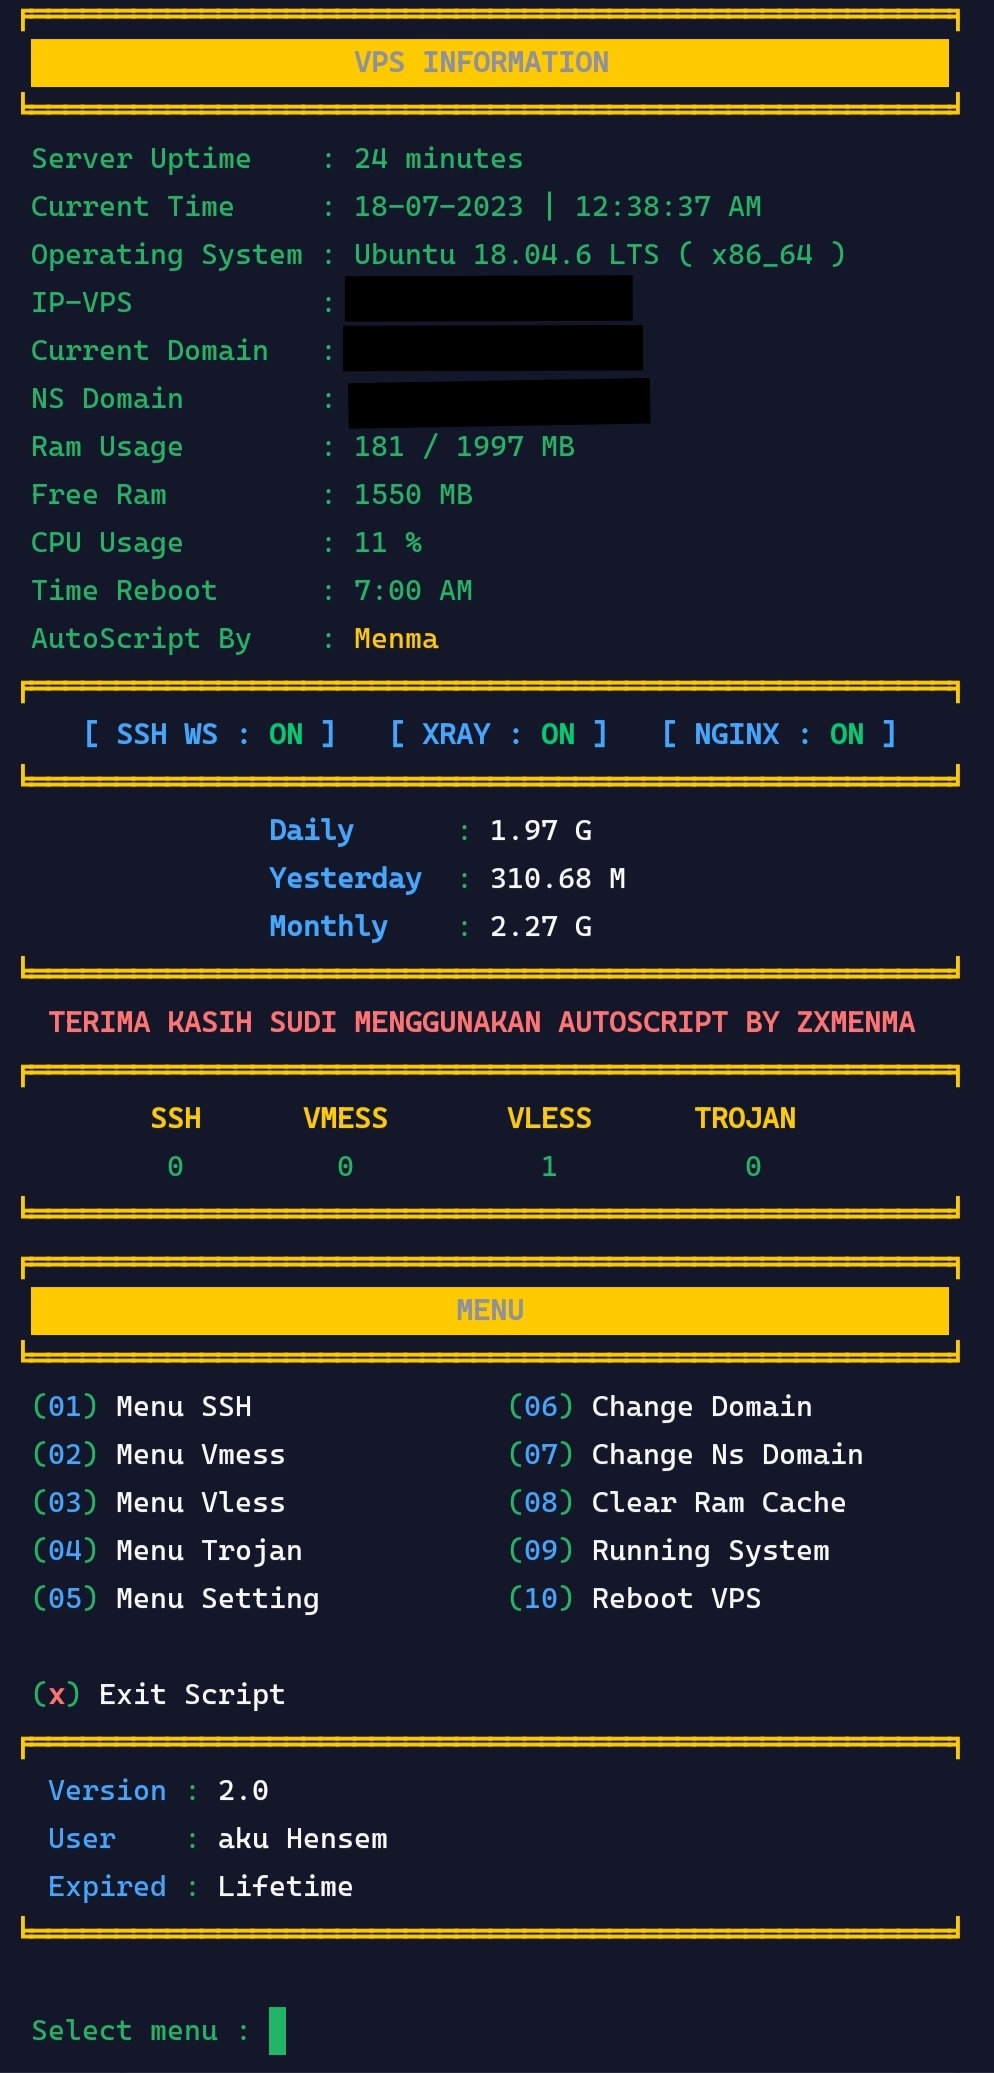 VPS INFORMATION
Server Uptime : 24 minutes
Current Time : 18-07-2023 | 12:38:37 AM
Operating System : Ubuntu 18.04.6 LTS ( x86_64 )
IP-VPS :
Current Domain :
NS Domain :
Ram Usage : 181 / 1997 MB
Free Ram : 1550 MB
CPU Usage : 11 %
Time Reboot : 7:00 AM
AutoScript By : Menma
[ SSH WS : ON ] [ XRAY : ON ] [ NGINX : ON ]
Daily : 1.97 G
Yesterday : 310.68 M
Monthly : 2.27 G
TERIMA KASIH SUDI MENGGUNAKAN AUTOSCRIPT BY ZXMENMA
SSH VMESS VLESS TROJAN
0 0 1 0
MENU
(01) Menu SSH (06) Change Domain
(02) Menu Vmess (07) Change Ns Domain
(03) Menu Vless (08) Clear Ram Cache
(04) Menu Trojan (09) Running System
(05) Menu Setting (10) Reboot VPS
(x) Exit Script
Version : 2.0
User : aku Hensem
Expired : Lifetime
Select menu :